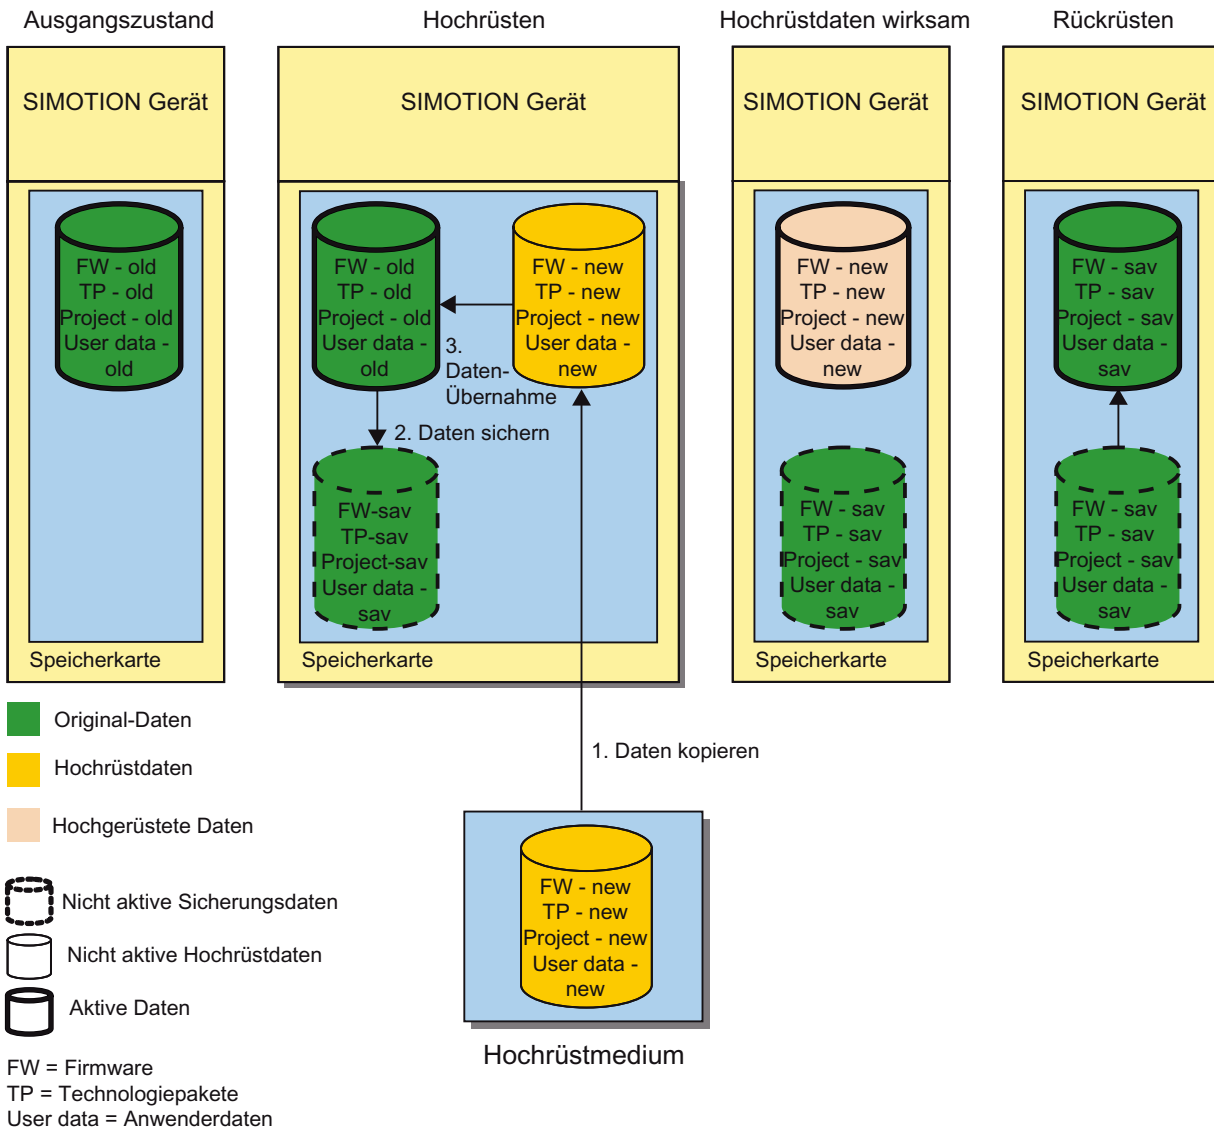 Ausgangszustand
Hochrüsten
Hochrüstdaten wirksam
Rückrüsten
SIMOTION Gerät
SIMOTION Gerät
SIMOTION Gerät
SIMOTION Gerät
FW - old
TP - old
Project - old
User data -
old
Speicherkarte
FW - old
TP - old
Project - old
User data -
old
FW - new
TP - new
Project - new
User data -
new
3.
Daten-
Übernahme
2. Daten sichern
FW-sav
TP-sav
Project-sav
User data -
sav
Speicherkarte
FW - new
TP - new
Project - new
User data -
new
FW - sav
TP - sav
Project - sav
User data -
sav
Speicherkarte
FW - sav
TP - sav
Project - sav
User data -
sav
FW - sav
TP - sav
Project - sav
User data -
sav
Speicherkarte
1. Daten kopieren
FW - new
TP - new
Project - new
User data -
new
Hochrüstmedium
Original-Daten
Hochrüstdaten
Hochgerüstete Daten
Nicht aktive Sicherungsdaten
Nicht aktive Hochrüstdaten
Aktive Daten
FW = Firmware
TP = Technologiepakete
User data = Anwenderdaten